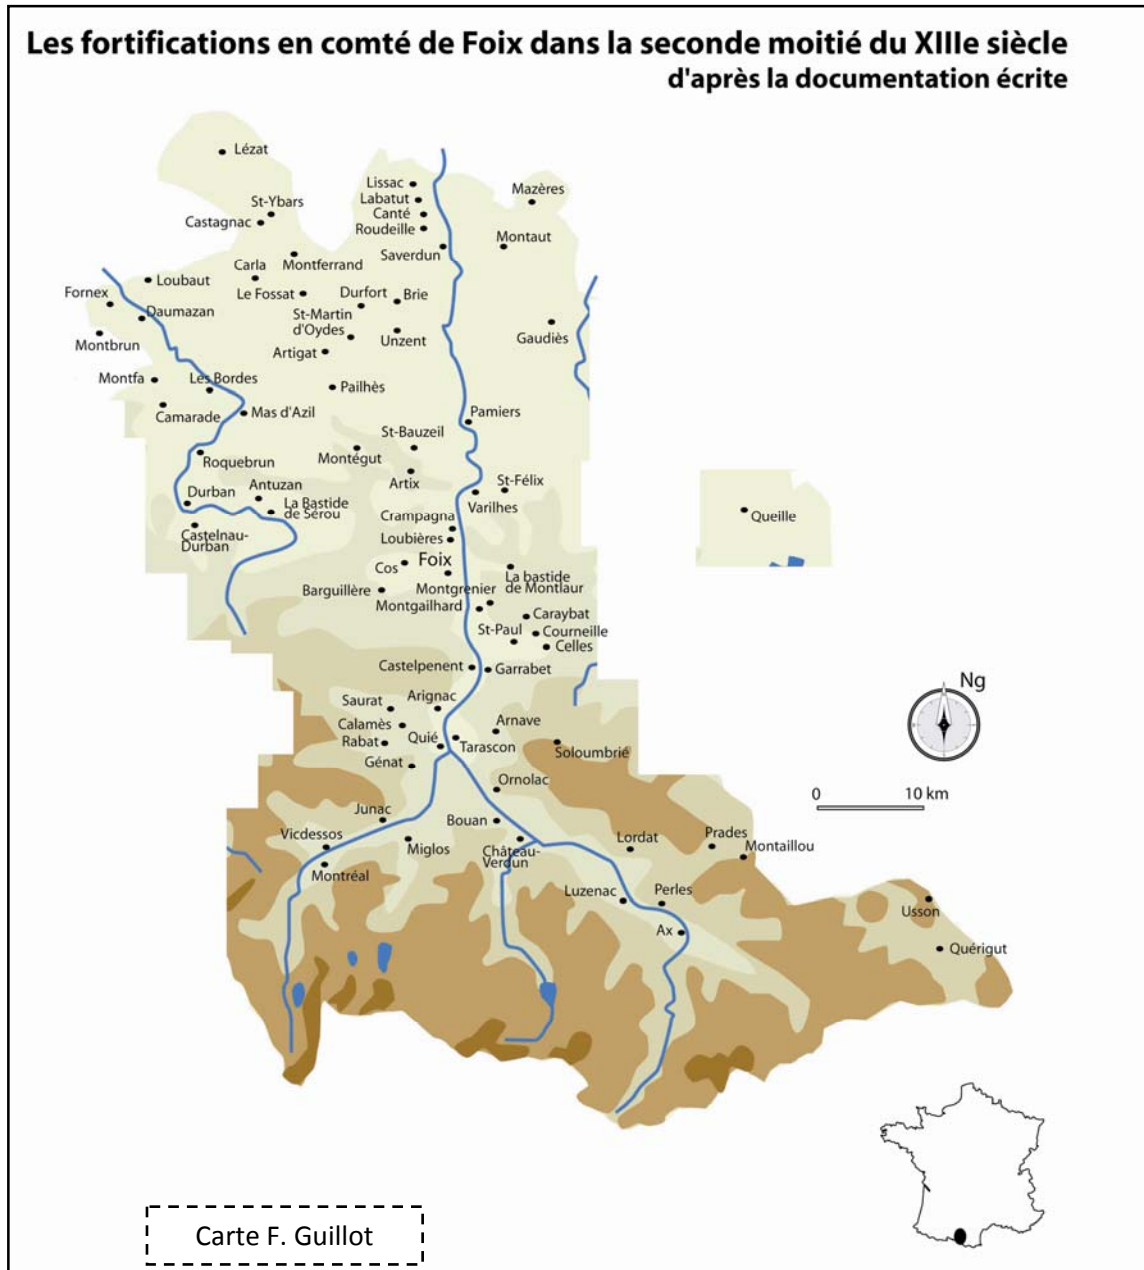 Les fortifications en comté de Foix dans la seconde moitié du XIIIe siècle
d'après la documentation écrite
Lézat
Lissac
Labatut
Canté
Roudeille
Mazères
St-Ybars
Castagnac
Saverdun
Montaut
Montferrand
Carla
Loubaut
Fornex
Le Fossat
Durfort
Brie
Daumazan
St-Martin
d'Oydes
Unzent
Gaudiès
Montbrun
Artigat
Montfa
Les Bordes
Pailhès
Camarade
Mas d'Azil
Pamiers
St-Bauzeil
Roquebrun
Montégut
Artix
St-Félix
Durban
Antuzan
La Bastide
de Sérou
Varilhes
Queille
Crampagna
Castelnau-
Durban
Loubières
Foix
Cos
La bastide
de Montlaur
Barguillère
Montgrenier
Montgailhard
Caraybat
St-Paul
Courneille
Celles
Castelpenent
Garrabet
Ng
Saurat
Arignac
Calamès
Arnave
Rabat
Quié
Tarascon
Soloumbrié
Génat
Ornolac
0
10 km
Junac
Bouan
Vicdessos
Miglos
Château-
Verdun
Lordat
Prades
Montaillou
Montréal
Luzenac
Perles
Usson
Ax
Quérigut
Carte F. Guillot